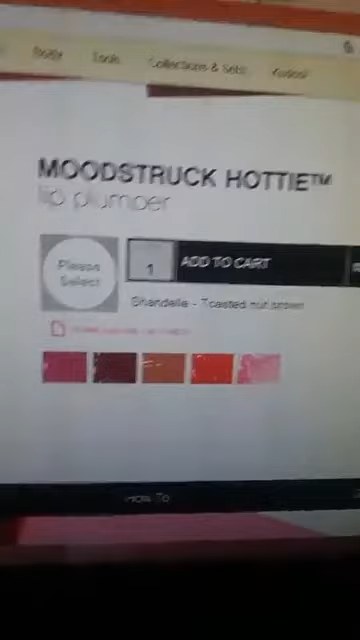 Tools Collections & Sets
MOODSTRUCK HOTTIE™
lip plumper
Please Select
1
ADD TO CART
Shandelle - Toasted nut brown
How To